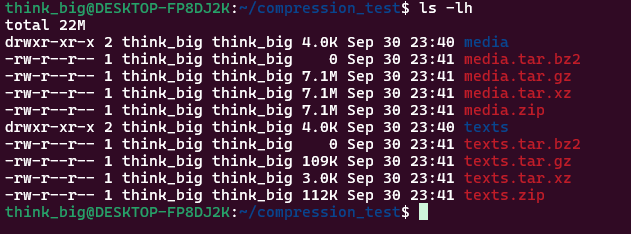 think_big@DESKTOP-FP8DJ2K:~/compression_test$ ls -lh
total 22M
drwxr-xr-x 2 think_big think_big 4.0K Sep 30 23:40 media
-rw-r--r-- 1 think_big think_big    0 Sep 30 23:41 media.tar.bz2
-rw-r--r-- 1 think_big think_big 7.1M Sep 30 23:41 media.tar.gz
-rw-r--r-- 1 think_big think_big 7.1M Sep 30 23:41 media.tar.xz
-rw-r--r-- 1 think_big think_big 7.1M Sep 30 23:41 media.zip
drwxr-xr-x 2 think_big think_big 4.0K Sep 30 23:40 texts
-rw-r--r-- 1 think_big think_big    0 Sep 30 23:41 texts.tar.bz2
-rw-r--r-- 1 think_big think_big 109K Sep 30 23:41 texts.tar.gz
-rw-r--r-- 1 think_big think_big 3.0K Sep 30 23:41 texts.tar.xz
-rw-r--r-- 1 think_big think_big 112K Sep 30 23:41 texts.zip
think_big@DESKTOP-FP8DJ2K:~/compression_test$